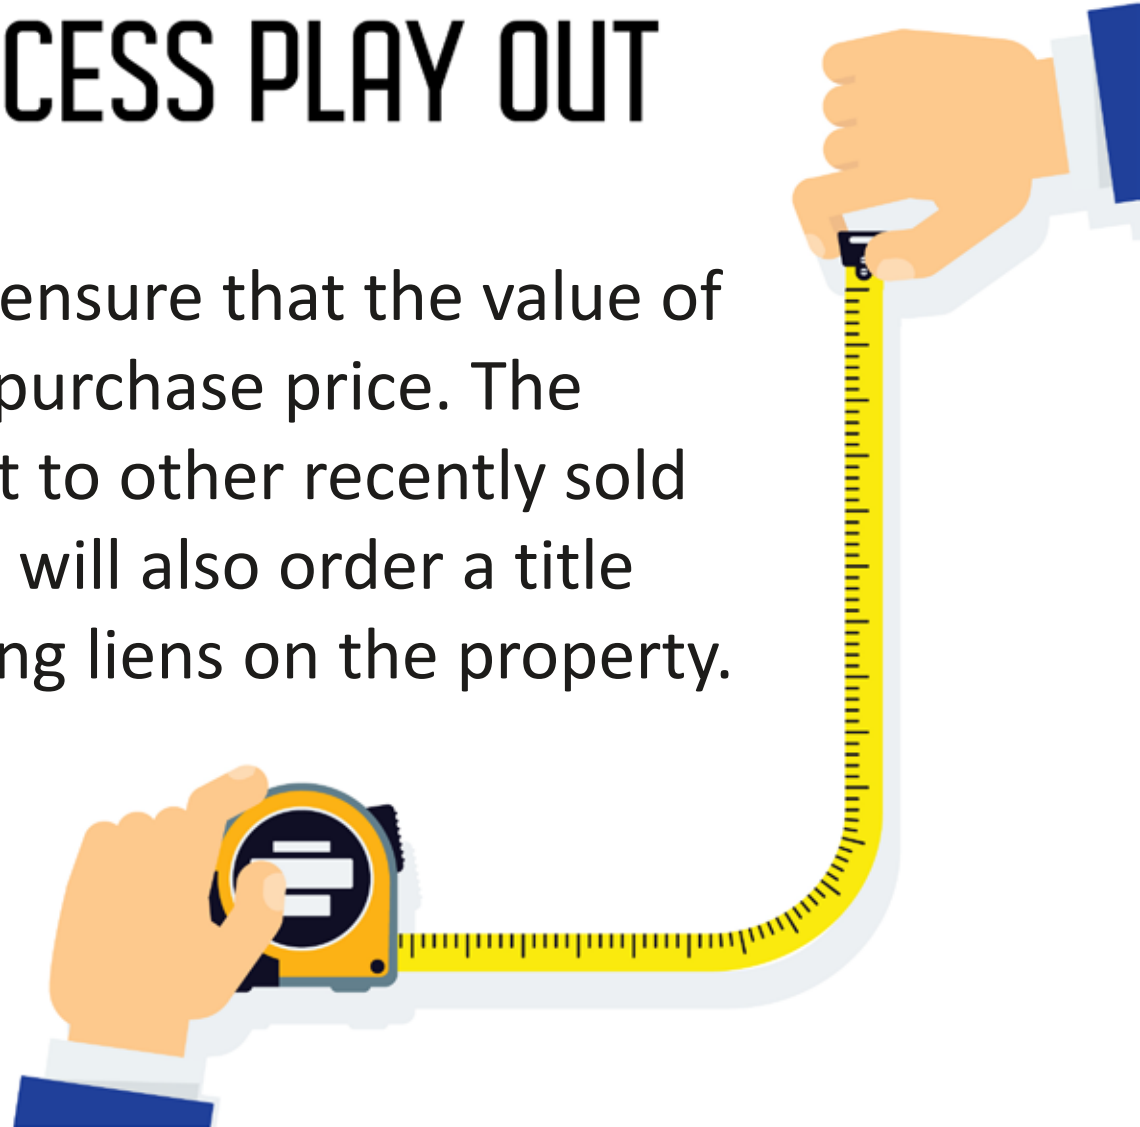 CESS PLAY OUT
ensure that the value of
purchase price. The
t to other recently sold
will also order a title
ng liens on the property.